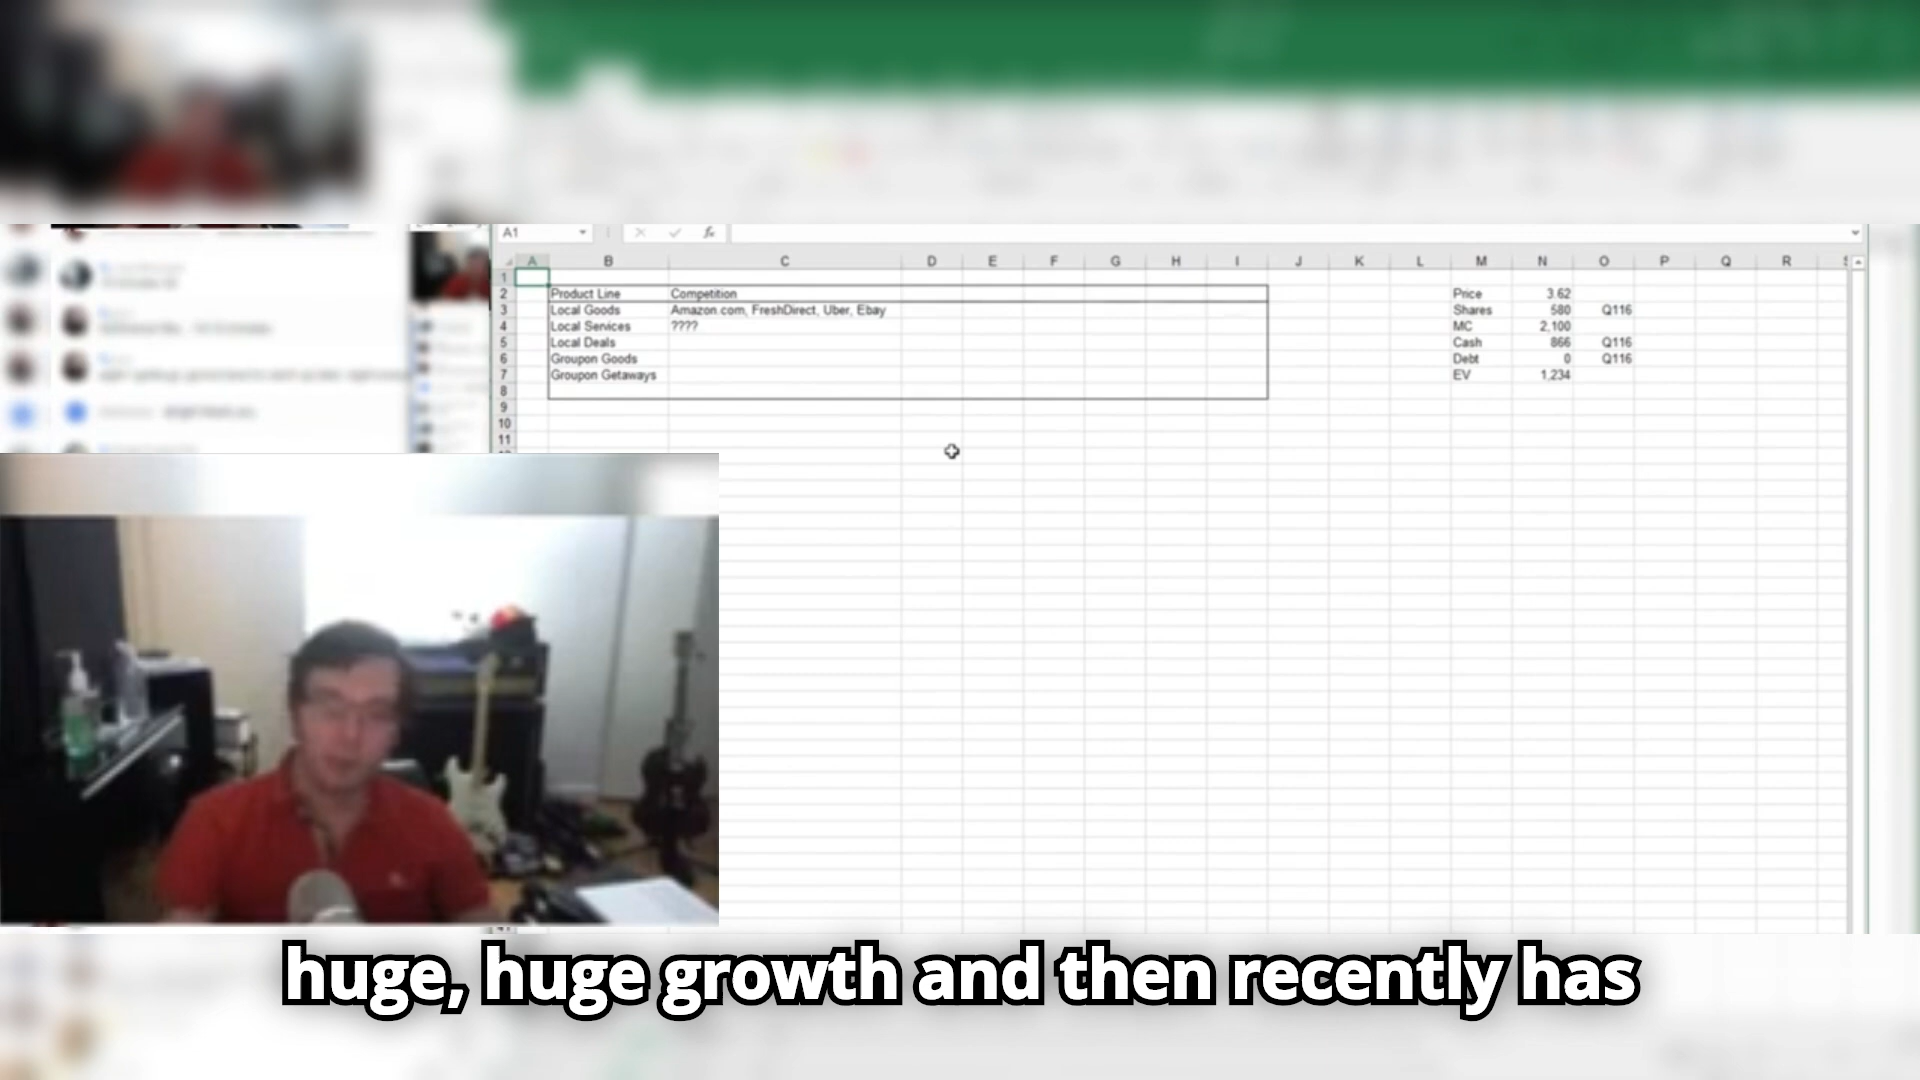 A1
A B C D E F G H I J K L M N O P Q R
1
2 Product Line Competition Price 3.62
3 Local Goods Amazon.com, FreshDirect, Uber, Ebay Shares 580 Q116
4 Local Services ???? MC 2,100
5 Local Deals Cash 866 Q116
6 Groupon Goods Debt 0 Q116
7 Groupon Getaways EV 1,234
8
9
10
11
huge, huge growth and then recently has